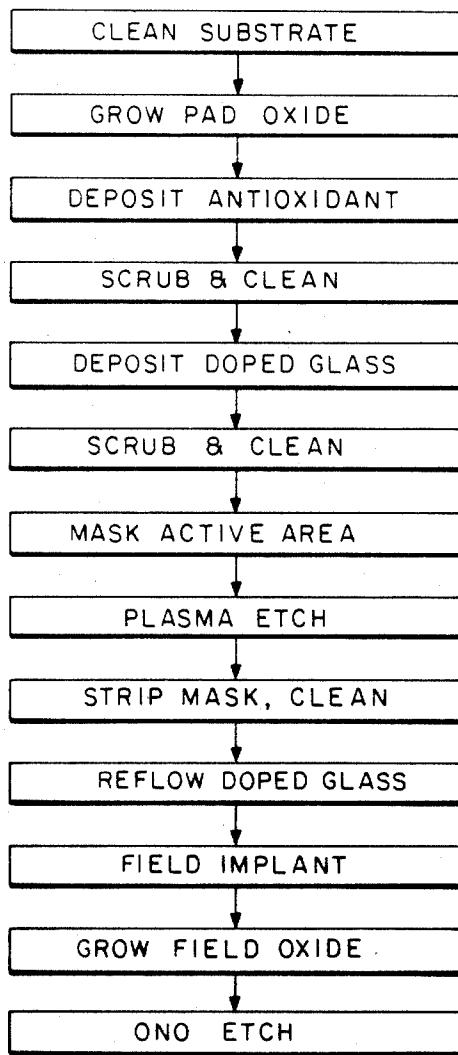 CLEAN SUBSTRATE
GROW PAD OXIDE
DEPOSIT ANTIOXIDANT
SCRUB & CLEAN
DEPOSIT DOPED GLASS
SCRUB & CLEAN
MASK ACTIVE AREA
PLASMA ETCH
STRIP MASK, CLEAN
REFLOW DOPED GLASS
FIELD IMPLANT
GROW FIELD OXIDE
ONO ETCH